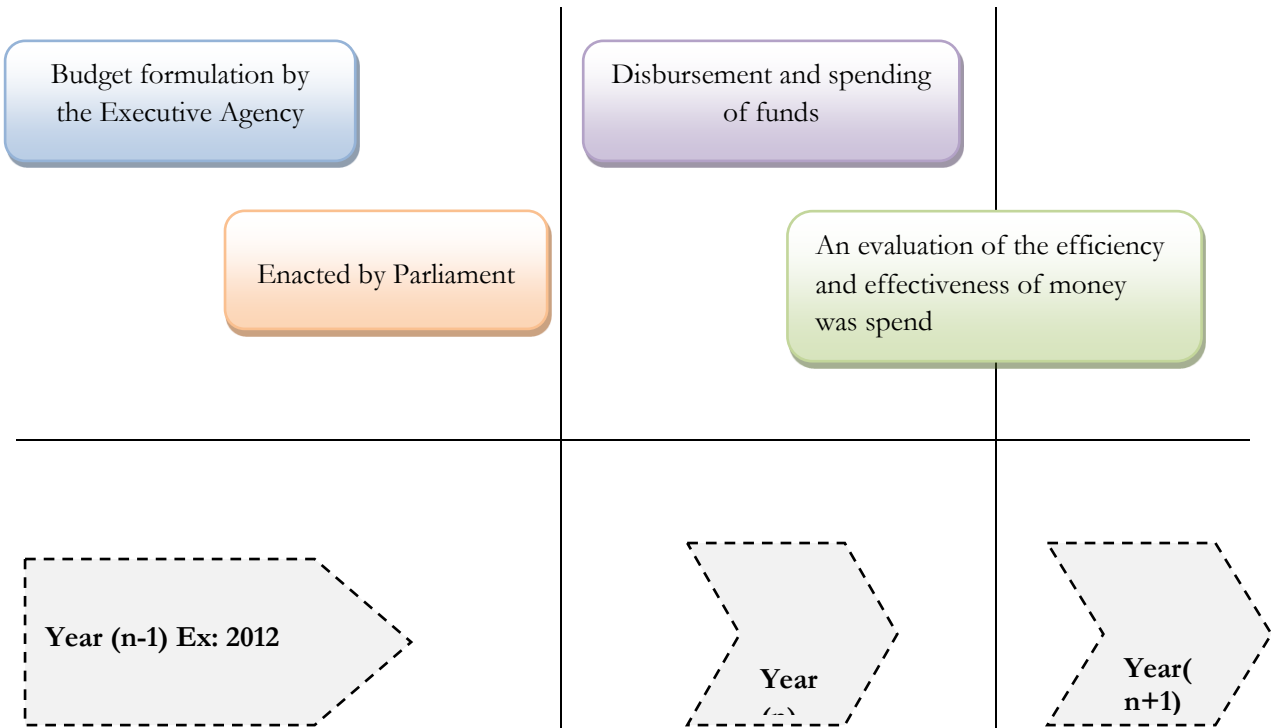 Budget formulation by
the Executive Agency
Disbursement and spending
of funds
Enacted by Parliament
An evaluation of the efficiency
and effectiveness of money
was spend
Year (n-1) Ex: 2012
Year
Year(
n+1)